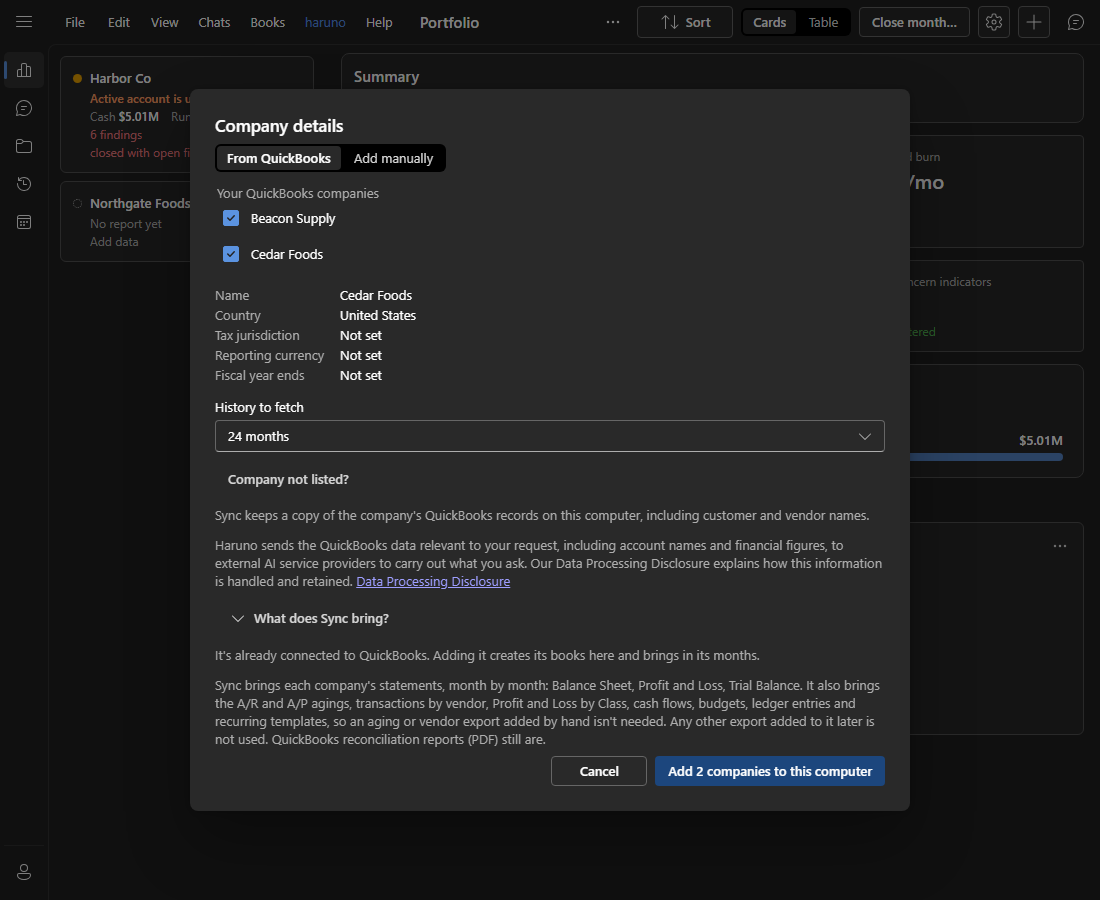 File Edit View Chats Books haruno Help Portfolio ... Sort Cards Table Close month...
Harbor Co
Active account is u
Cash $5.01M Run
6 findings
closed with open fi
Northgate Foods
No report yet
Add data
Summary
burn
/mo
ncern indicators
ered
$5.01M
...
Company details
From QuickBooks Add manually
Your QuickBooks companies
Beacon Supply
Cedar Foods
Name Cedar Foods
Country United States
Tax jurisdiction Not set
Reporting currency Not set
Fiscal year ends Not set
History to fetch
24 months
Company not listed?
Sync keeps a copy of the company's QuickBooks records on this computer, including customer and vendor names.
Haruno sends the QuickBooks data relevant to your request, including account names and financial figures, to
external AI service providers to carry out what you ask. Our Data Processing Disclosure explains how this information
is handled and retained. Data Processing Disclosure
What does Sync bring?
It's already connected to QuickBooks. Adding it creates its books here and brings in its months.
Sync brings each company's statements, month by month: Balance Sheet, Profit and Loss, Trial Balance. It also brings
the A/R and A/P agings, transactions by vendor, Profit and Loss by Class, cash flows, budgets, ledger entries and
recurring templates, so an aging or vendor export added by hand isn't needed. Any other export added to it later is
not used. QuickBooks reconciliation reports (PDF) still are.
Cancel Add 2 companies to this computer